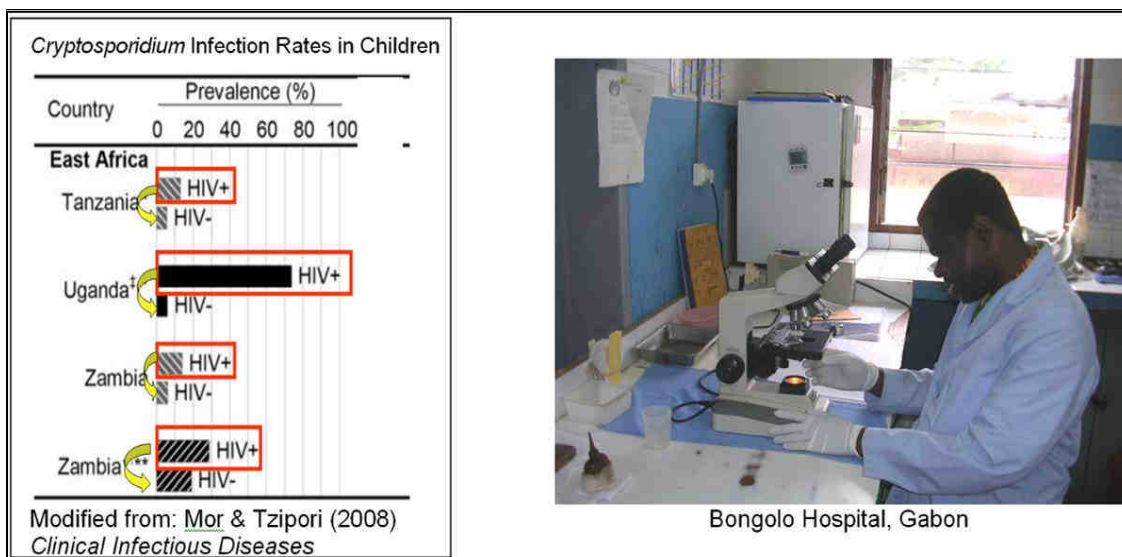 Cryptosporidium Infection Rates in Children
Country
Prevalence (%)
0 20 40 60 80 100
East Africa
Tanzania
HIV+
HIV-
Uganda‡
HIV+
HIV-
Zambia
HIV+
HIV-
Zambia**
HIV+
HIV-
Modified from: Mor & Tzipori (2008)
Clinical Infectious Diseases
Bongolo Hospital, Gabon